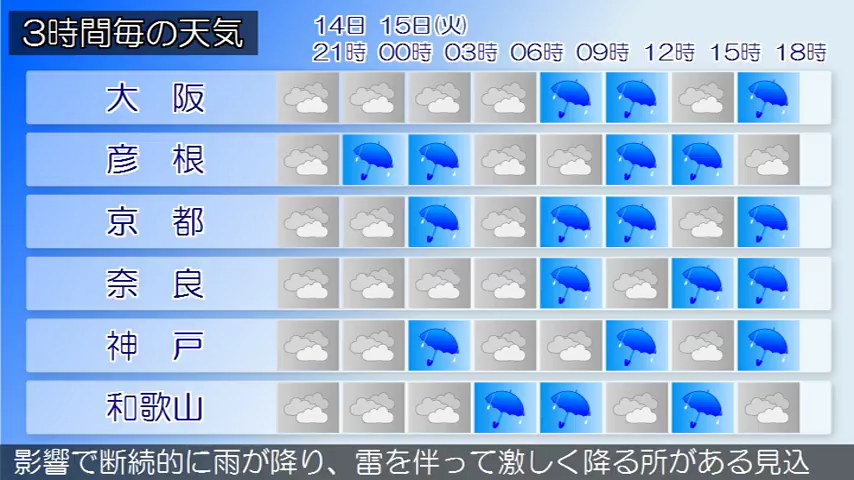 3時間毎の天気
14日 15日(火)
21時 00時 03時 06時 09時 12時 15時 18時
大阪
彦根
京都
奈良
神戸
和歌山
影響で断続的に雨が降り、雷を伴って激しく降る所がある見込